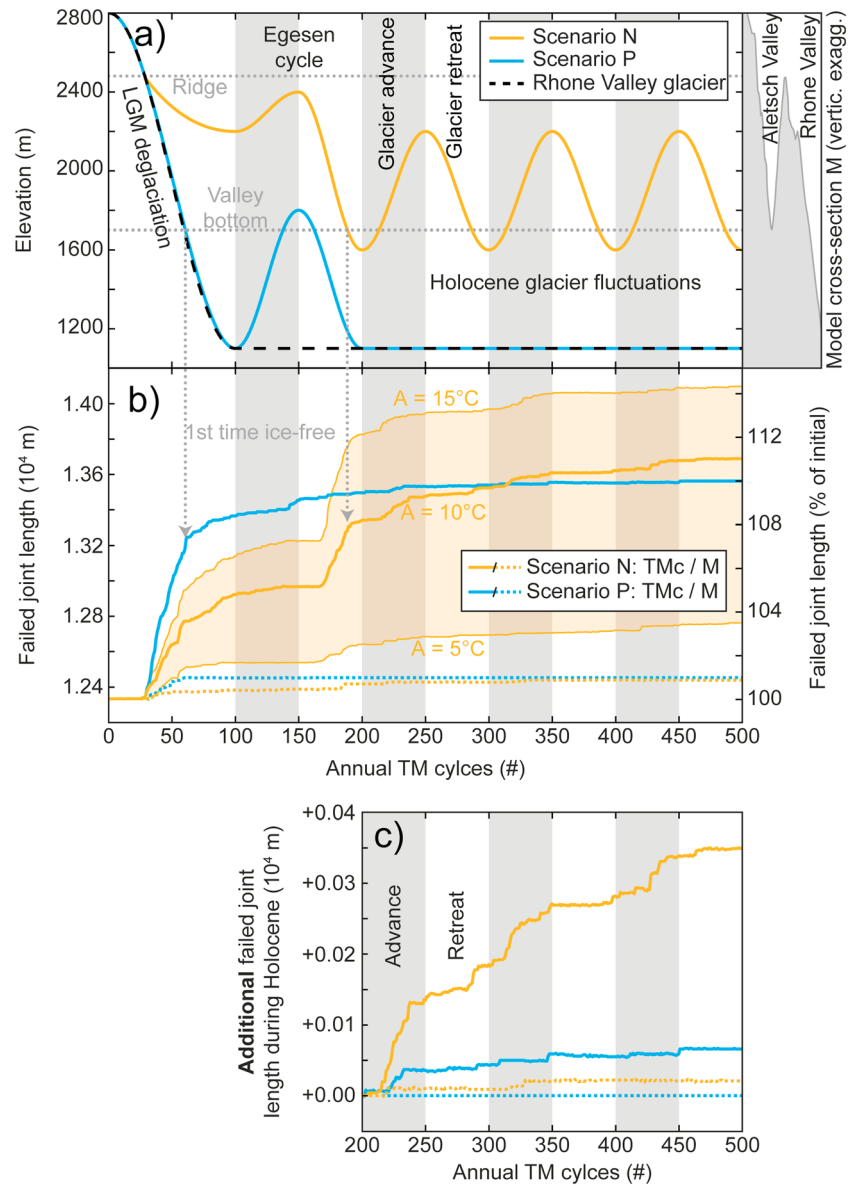 a)
2800
2400
2000
1600
1200
Elevation (m)
LGM deglaciation
Ridge
Valley
bottom
Egesen
cycle
Glacier advance
Glacier retreat
Scenario N
Scenario P
Rhone Valley glacier
Holocene glacier fluctuations
Aletsch Valley
Rhone Valley
Model cross-section M (vertic. exagg.)
b)
1.40
1.36
1.32
1.28
1.24
Failed joint length (10⁴ m)
1st time ice-free
A = 15°C
A = 10°C
A = 5°C
Scenario N: TMc / M
Scenario P: TMc / M
112
108
104
100
Failed joint length (% of initial)
0 50 100 150 200 250 300 350 400 450 500
Annual TM cylces (#)
c)
+0.04
+0.03
+0.02
+0.01
+0.00
Additional failed joint
length during Holocene (10⁴ m)
Advance
Retreat
200 250 300 350 400 450 500
Annual TM cylces (#)